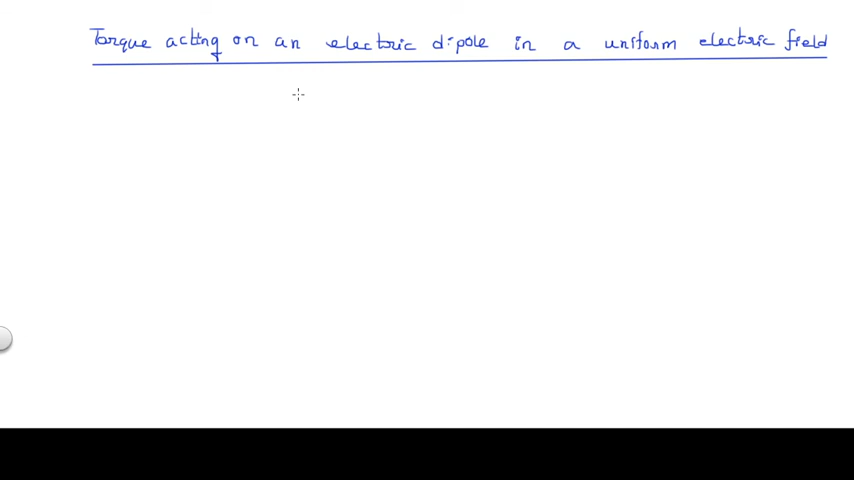 Torque acting on an electric dipole in a uniform electric field